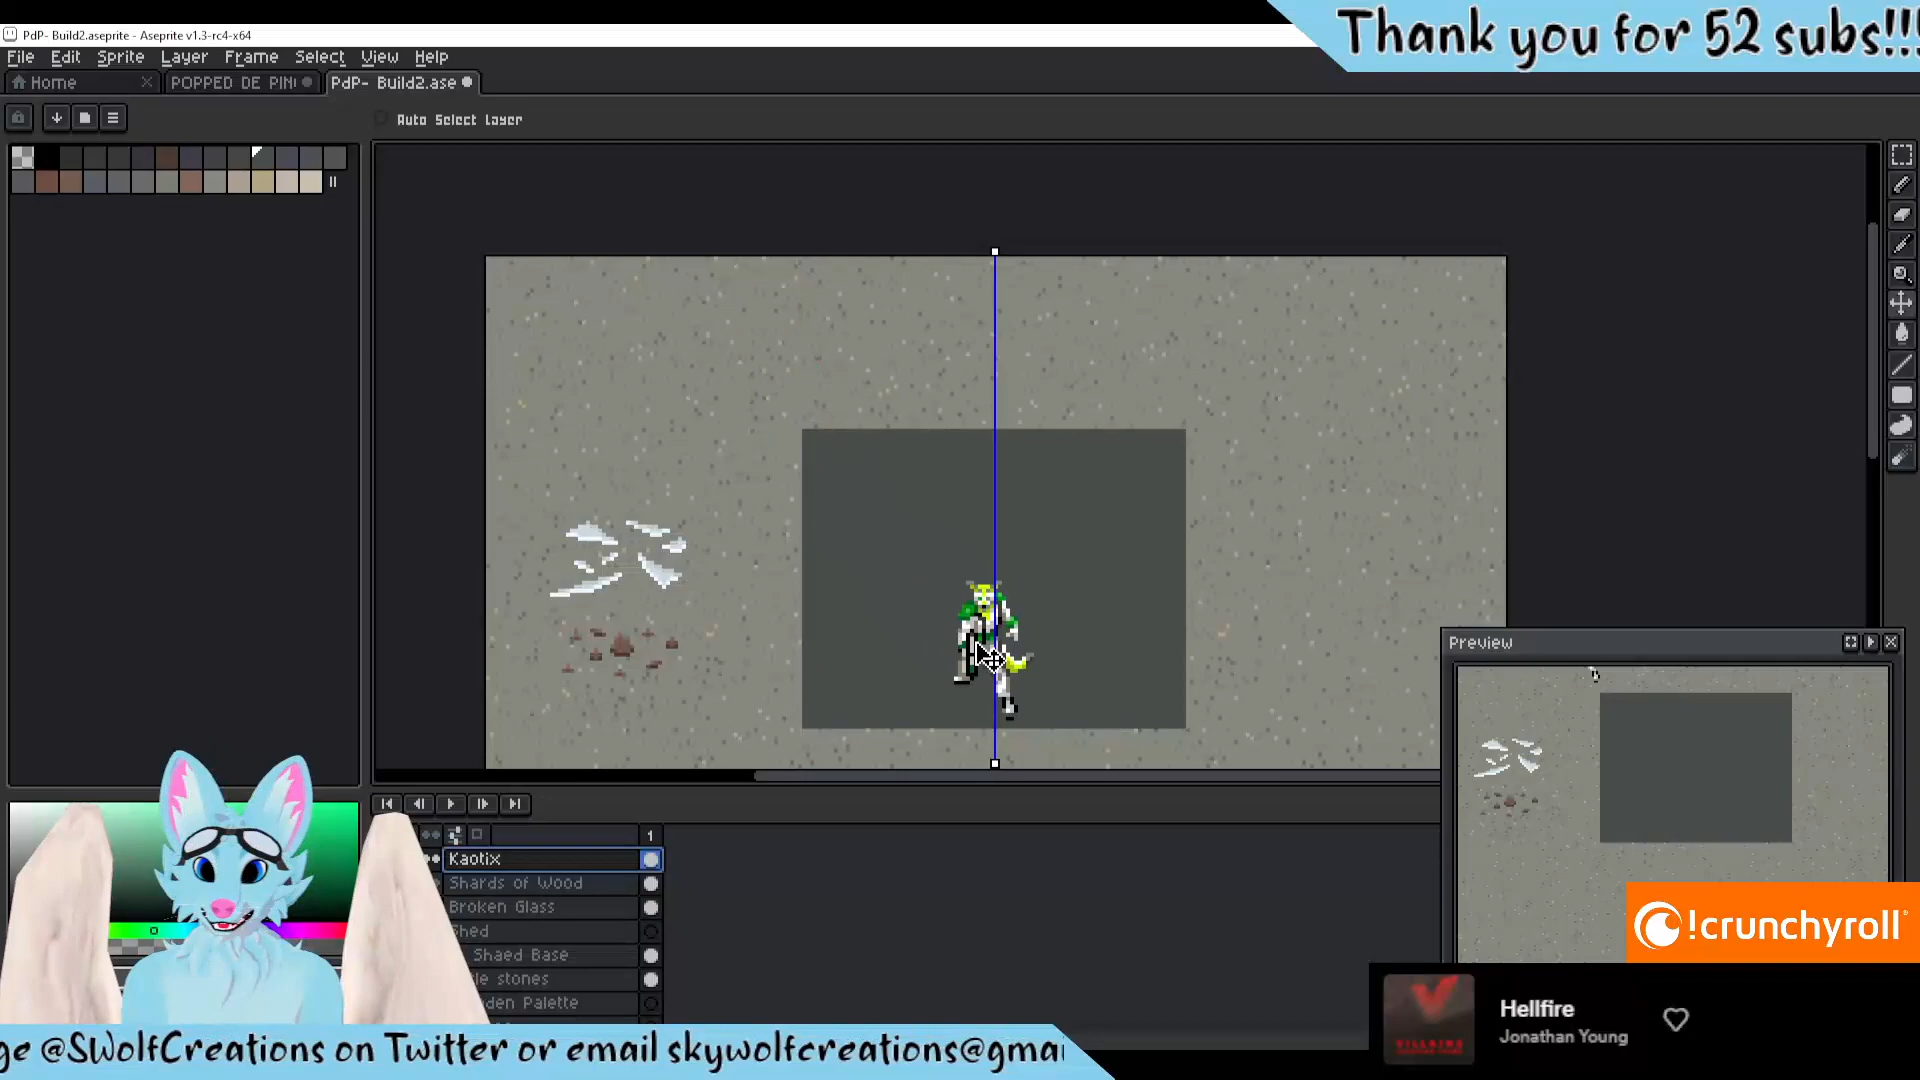 PdP- Build2.aseprite - Aseprite v1.3-rc4-x64
Thank you for 52 subs!!!
File Edit Sprite Layer Frame Select View Help
Home POPPED DE PIN PdP- Build2.ase
Auto Select Layer
Preview
1
Kaotix
Shards of Wood
Broken Glass
Shed
Shaed Base
stones
Palette
!crunchyroll
Hellfire
Jonathan Young
@SWolfCreations on Twitter or email skywolfcreations@gmai